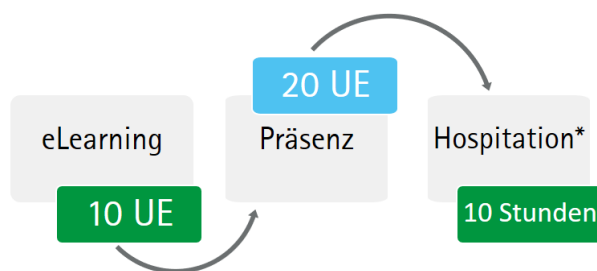 eLearning
10 UE
20 UE
Präsenz
Hospitation*
10 Stunden